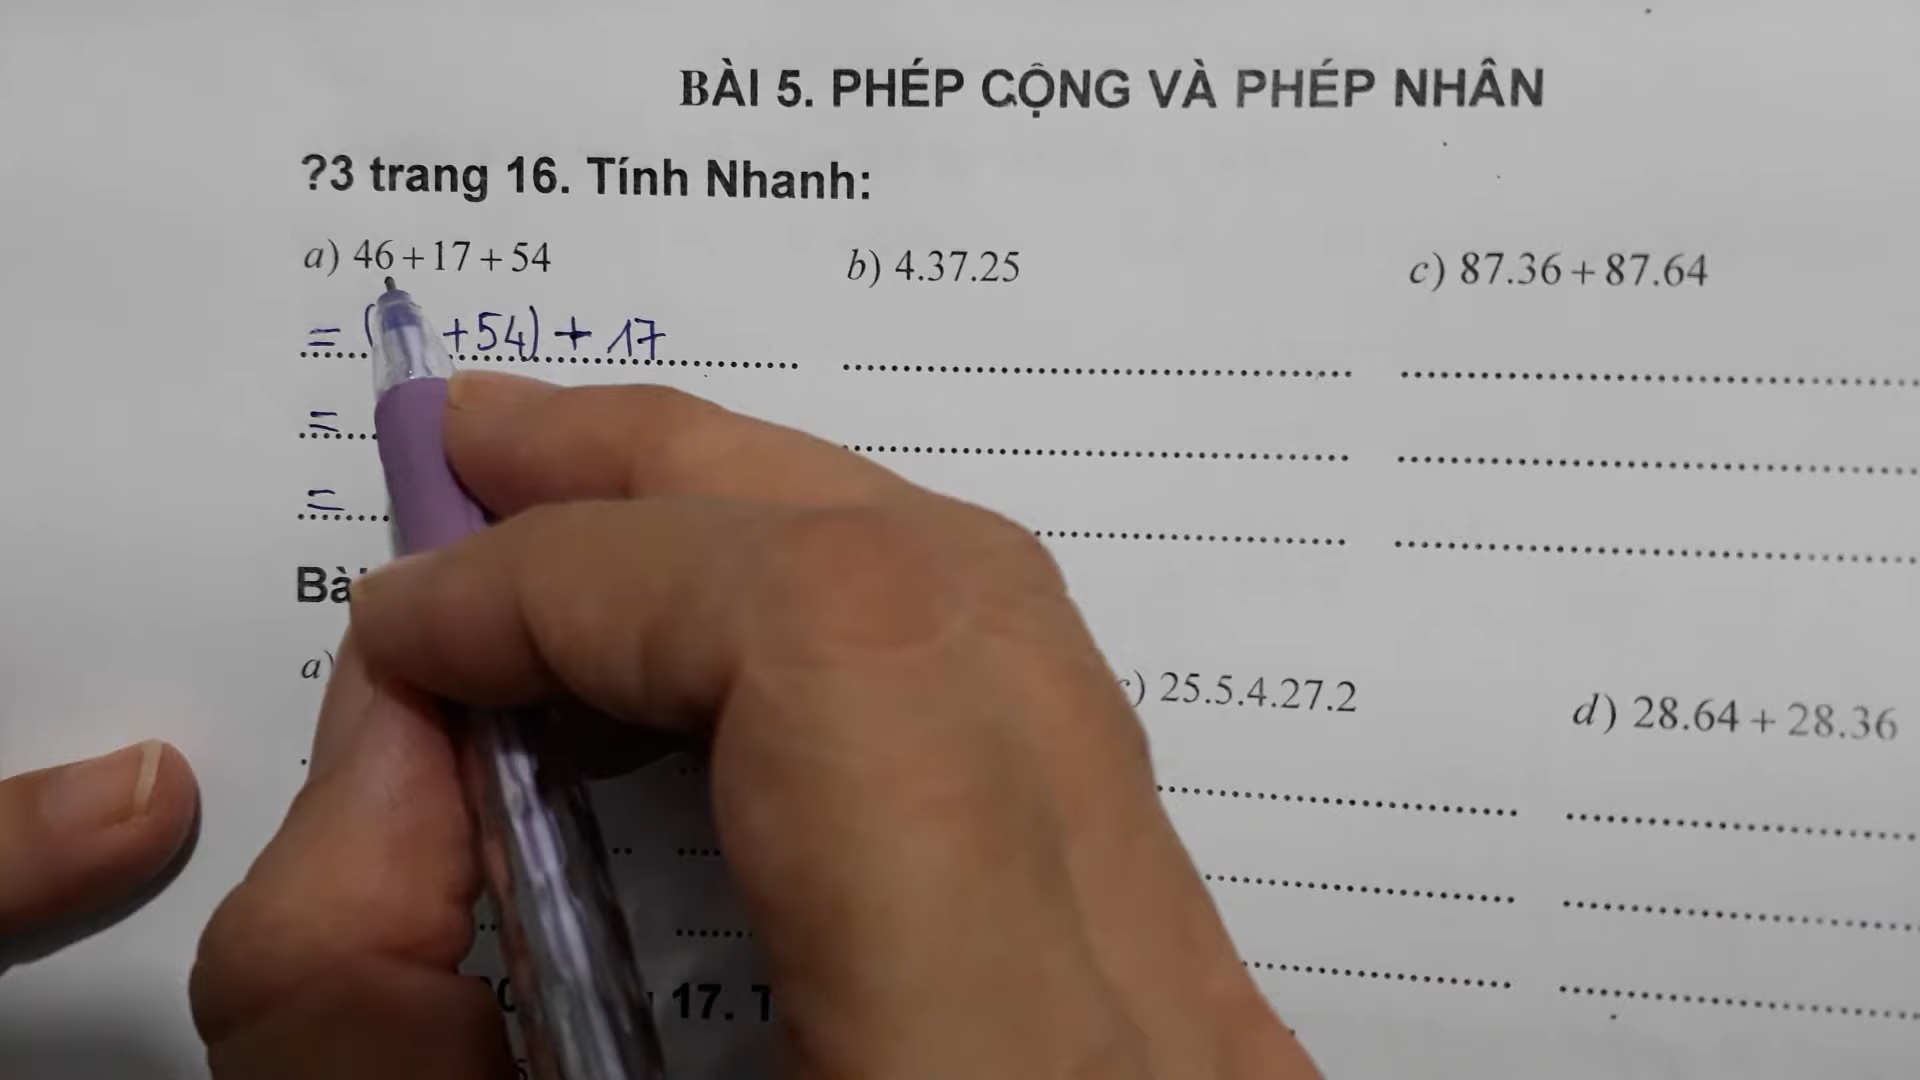 BÀI 5. PHÉP CỘNG VÀ PHÉP NHÂN
?3 trang 16. Tính Nhanh:
a) 46+17+54 b) 4.37.25 c) 87.36+87.64
= ( +54) + 17
=
=
a) c) 25.5.4.27.2 d) 28.64+28.36
17.